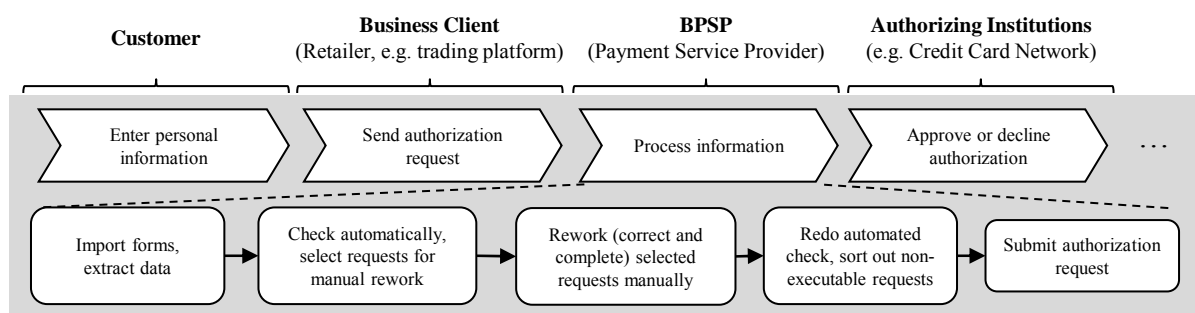 Customer
Business Client
(Retailer, e.g. trading platform)
BPSP
(Payment Service Provider)
Authorizing Institutions
(e.g. Credit Card Network)
Enter personal
information
Send authorization
request
Process information
Approve or decline
authorization
...
Import forms,
extract data
Check automatically,
select requests for
manual rework
Rework (correct and
complete) selected
requests manually
Redo automated
check, sort out non-
executable requests
Submit authorization
request